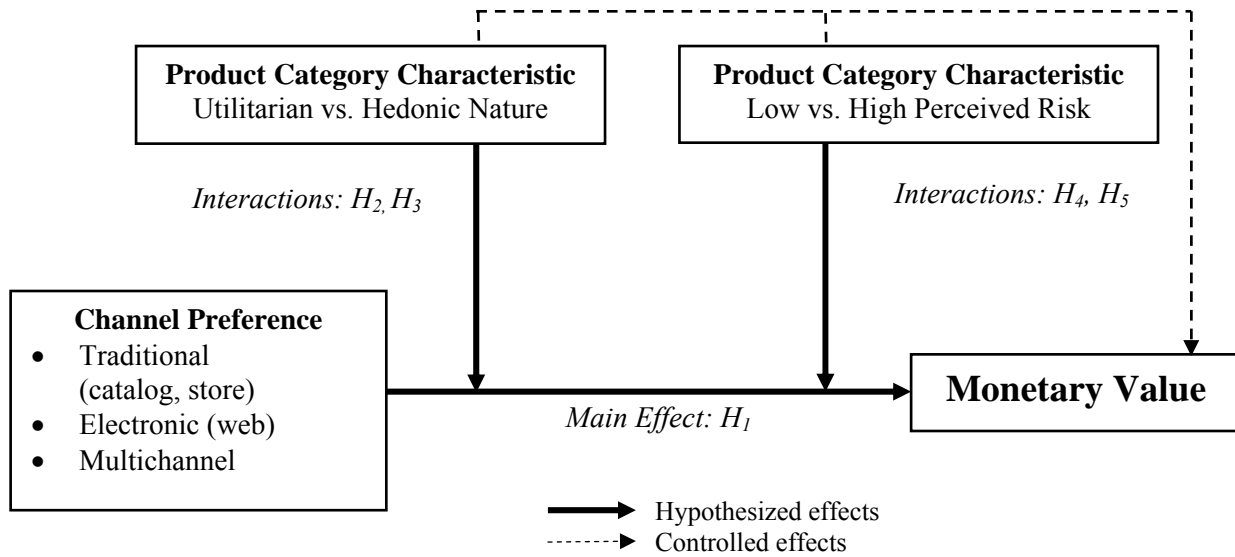 Product Category Characteristic
Utilitarian vs. Hedonic Nature
Product Category Characteristic
Low vs. High Perceived Risk
Interactions: H2, H3
Interactions: H4, H5
Channel Preference
• Traditional
(catalog, store)
• Electronic (web)
• Multichannel
Monetary Value
Main Effect: H1
Hypothesized effects
Controlled effects